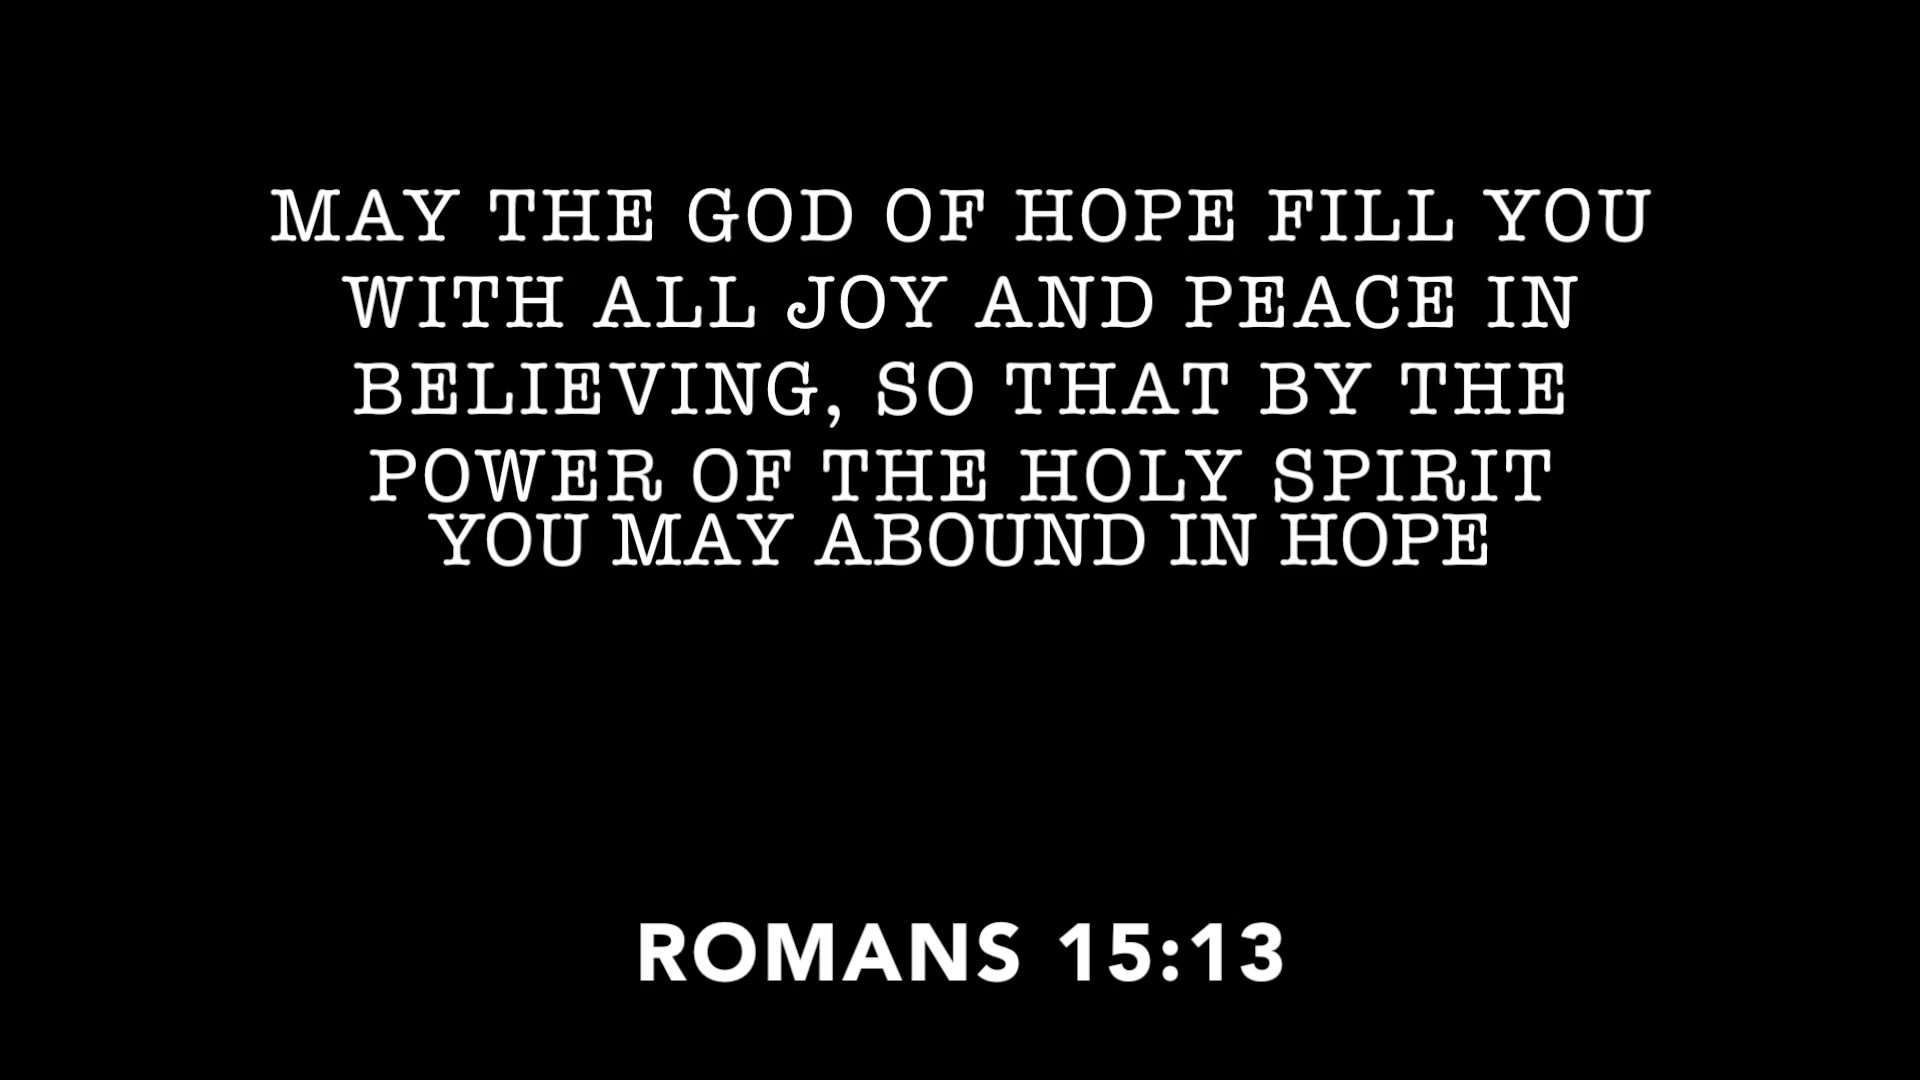 MAY THE GOD OF HOPE FILL YOU
WITH ALL JOY AND PEACE IN
BELIEVING, SO THAT BY THE
POWER OF THE HOLY SPIRIT
YOU MAY ABOUND IN HOPE
ROMANS 15:13